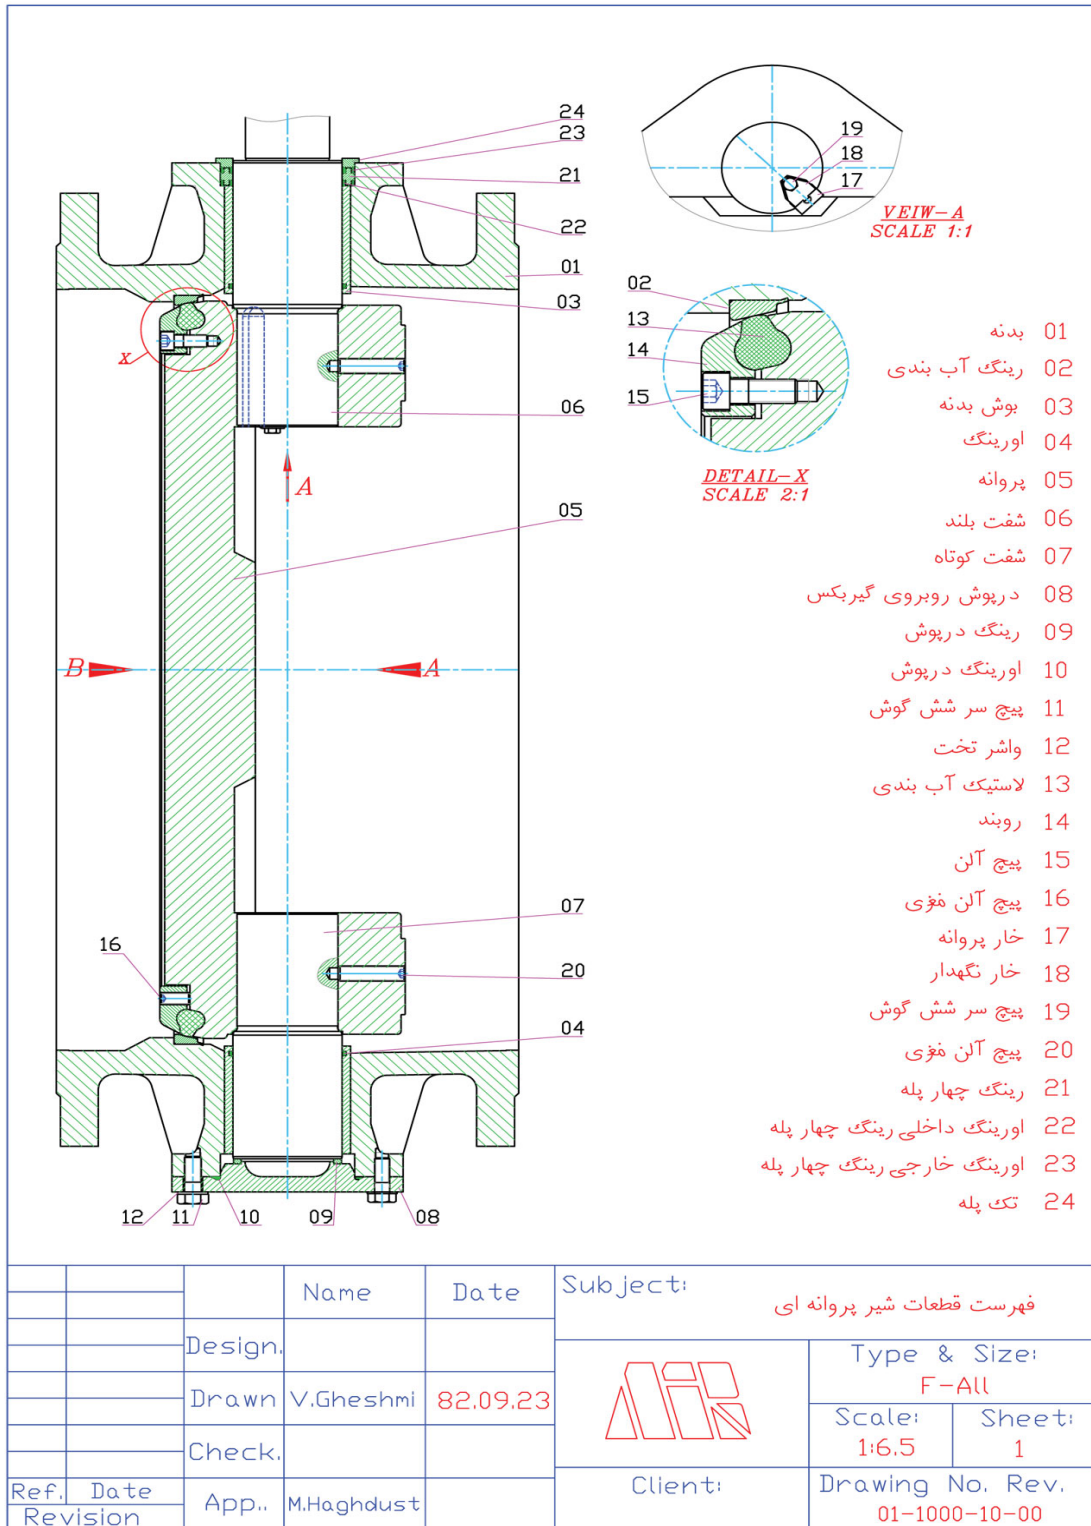 24
23
21
22
01
03
06
05
07
20
04
16
12
11
10
09
08
x
A
B
A
19
18
17
VEIW-A
SCALE 1:1
02
13
14
15
DETAIL-X
SCALE 2:1
01 بدنه
02 رینگ آب بندی
03 بوش بدنه
04 اورینگ
05 پروانه
06 شفت بلند
07 شفت کوتاه
08 درپوش روبروی گیربکس
09 رینگ درپوش
10 اورینگ درپوش
11 پیچ سر شش گوش
12 واشر تخت
13 لاستیک آب بندی
14 روبند
15 پیچ آلن
16 پیچ آلن مغزی
17 خار پروانه
18 خار نگهدار
19 پیچ سر شش گوش
20 پیچ آلن مغزی
21 رینگ چهار پله
22 اورینگ داخلی رینگ چهار پله
23 اورینگ خارجی رینگ چهار پله
24 تک پله
Name Date
Design.
Drawn V.Gheshmi 82.09.23
Check.
App.. M.Haghdust
Ref. Date
Revision
Subject:
فهرست قطعات شیر پروانه ای
Client:
Type & Size:
F-All
Scale: Sheet:
1:6.5 1
Drawing No. Rev.
01-1000-10-00